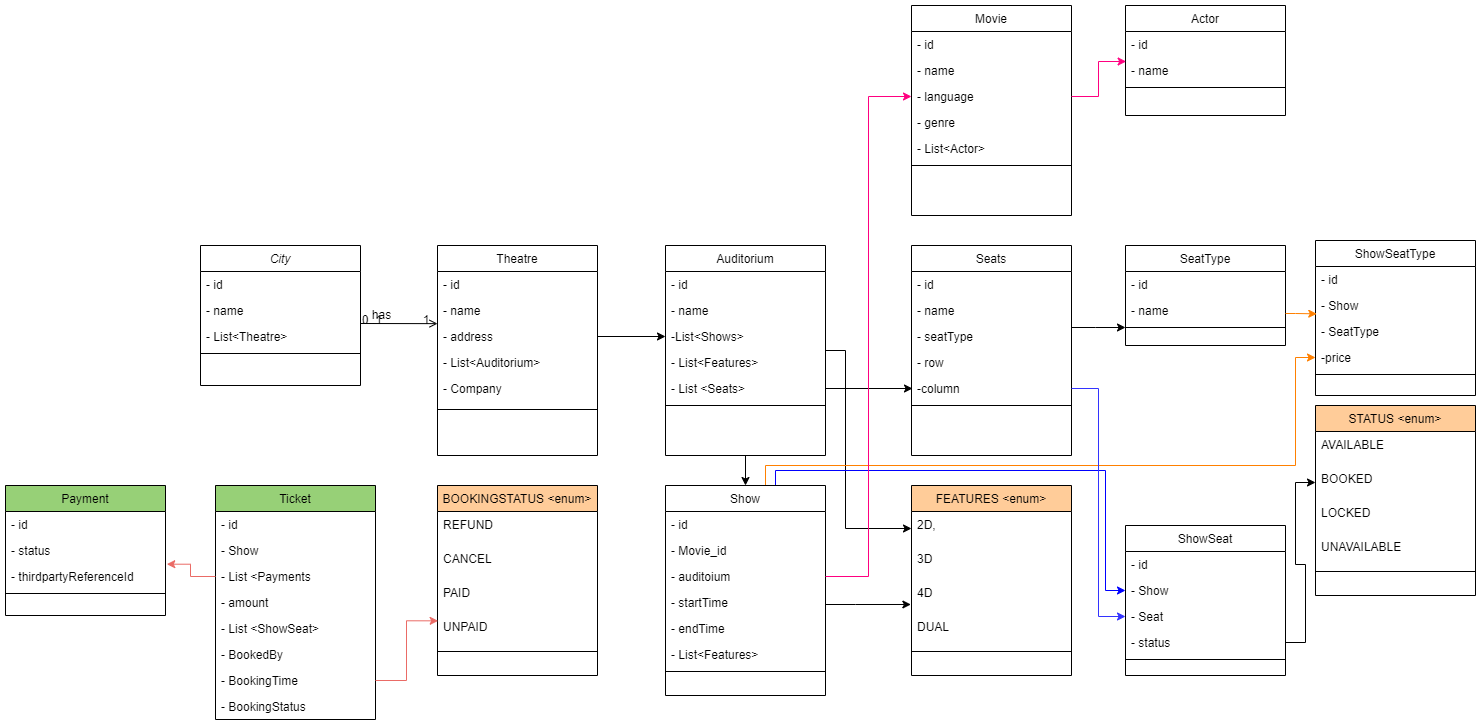 Movie
- id
- name
- language
- genre
- List<Actor>
Actor
- id
- name
City
- id
- name
- List<Theatre>
0
1
has
1
Theatre
- id
- name
- address
- List<Auditorium>
- Company
Auditorium
- id
- name
-List<Shows>
- List<Features>
- List <Seats>
Seats
- id
- name
- seatType
- row
-column
SeatType
- id
- name
ShowSeatType
- id
- Show
- SeatType
-price
STATUS <enum>
AVAILABLE
BOOKED
LOCKED
UNAVAILABLE
Payment
- id
- status
- thirdpartyReferenceId
Ticket
- id
- Show
- List <Payments
- amount
- List <ShowSeat>
- BookedBy
- BookingTime
- BookingStatus
BOOKINGSTATUS <enum>
REFUND
CANCEL
PAID
UNPAID
Show
- id
- Movie_id
- auditoium
- startTime
- endTime
- List<Features>
FEATURES <enum>
2D,
3D
4D
DUAL
ShowSeat
- id
- Show
- Seat
- status